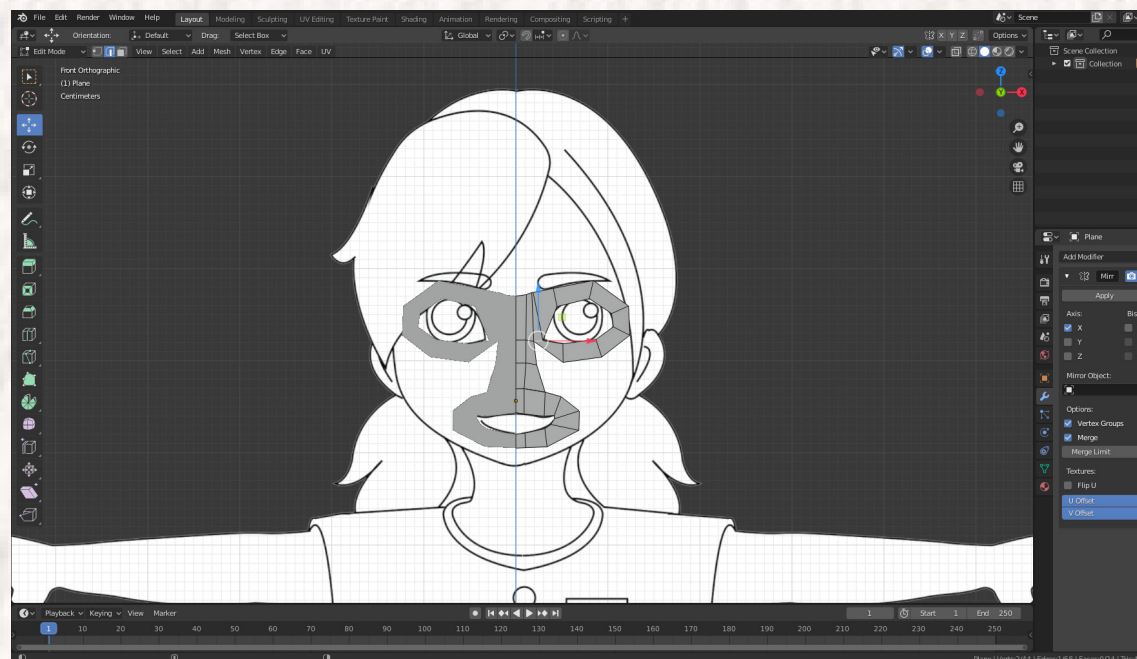 File Edit Render Window Help Layout Modeling Sculpting UV Editing Texture Paint Shading Animation Rendering Compositing Scripting + Scene
Orientation: Default Drag: Select Box Global X Y Z Options
Edit Mode View Select Add Mesh Vertex Edge Face UV
Scene Collection
Collection
Front Orthographic
(1) Plane
Centimeters
Z
Y
X
Plane
Add Modifier
Mirr
Apply
Axis: Bis
X
Y
Z
Mirror Object:
Options:
Vertex Groups
Merge
Merge Limit
Textures:
Flip U
U Offset
V Offset
Playback Keying View Marker 1 Start 1 End 250
1 10 20 30 40 50 60 70 80 90 100 110 120 130 140 150 160 170 180 190 200 210 220 230 240 250